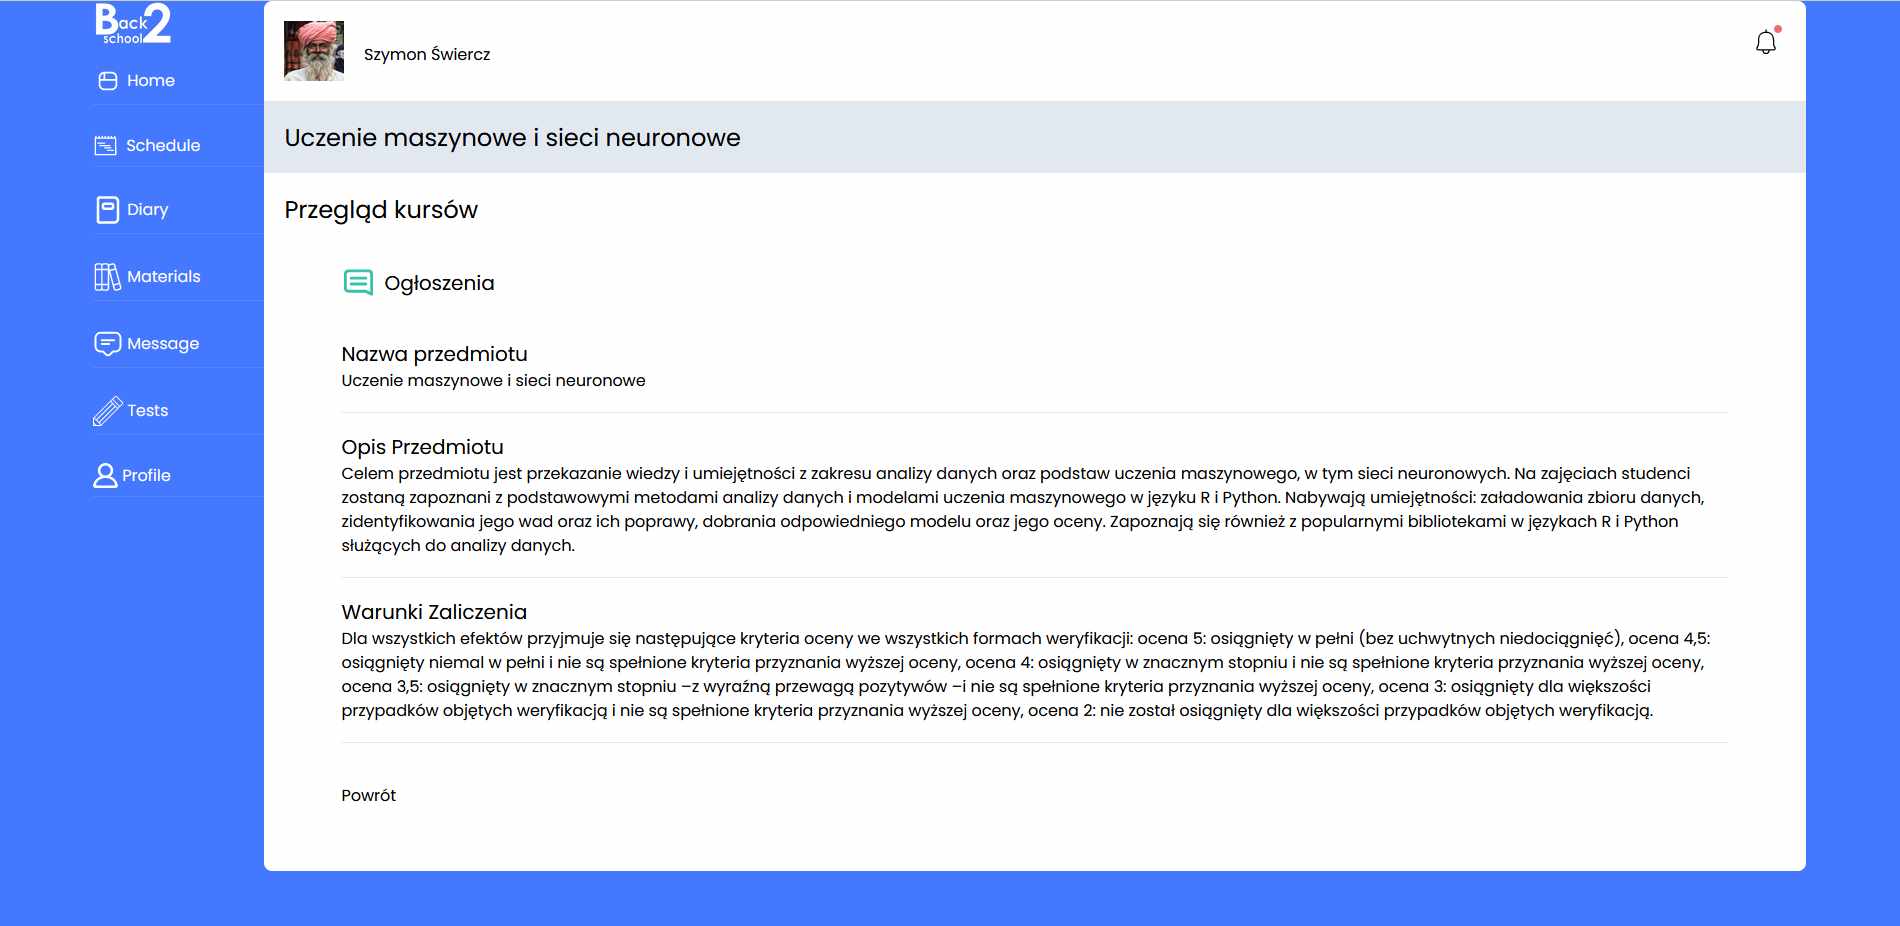 Back 2
school
Home
Schedule
Diary
Materials
Message
Tests
Profile
Szymon Świercz
Uczenie maszynowe i sieci neuronowe
Przegląd kursów
Ogłoszenia
Nazwa przedmiotu
Uczenie maszynowe i sieci neuronowe
Opis Przedmiotu
Celem przedmiotu jest przekazanie wiedzy i umiejętności z zakresu analizy danych oraz podstaw uczenia maszynowego, w tym sieci neuronowych. Na zajęciach studenci
zostaną zapoznani z podstawowymi metodami analizy danych i modelami uczenia maszynowego w języku R i Python. Nabywają umiejętności: załadowania zbioru danych,
zidentyfikowania jego wad oraz ich poprawy, dobrania odpowiedniego modelu oraz jego oceny. Zapoznają się również z popularnymi bibliotekami w językach R i Python
służących do analizy danych.
Warunki Zaliczenia
Dla wszystkich efektów przyjmuje się następujące kryteria oceny we wszystkich formach weryfikacji: ocena 5: osiągnięty w pełni (bez uchwytnych niedociągnięć), ocena 4,5:
osiągnięty niemal w pełni i nie są spełnione kryteria przyznania wyższej oceny, ocena 4: osiągnięty w znacznym stopniu i nie są spełnione kryteria przyznania wyższej oceny,
ocena 3,5: osiągnięty w znacznym stopniu –z wyraźną przewagą pozytywów –i nie są spełnione kryteria przyznania wyższej oceny, ocena 3: osiągnięty dla większości
przypadków objętych weryfikacją i nie są spełnione kryteria przyznania wyższej oceny, ocena 2: nie został osiągnięty dla większości przypadków objętych weryfikacją.
Powrót